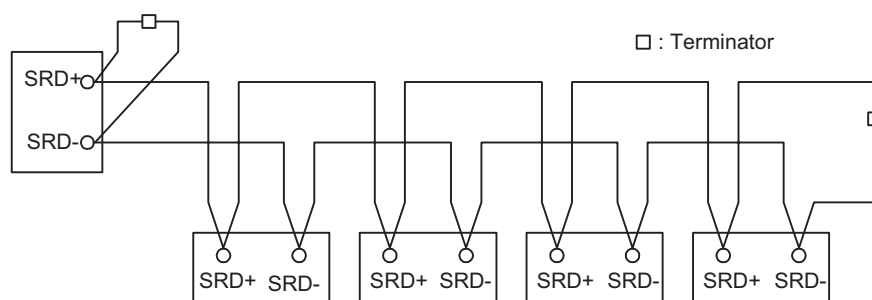 □ : Terminator
SRD+
SRD-
SRD+ SRD- SRD+ SRD- SRD+ SRD- SRD+ SRD-